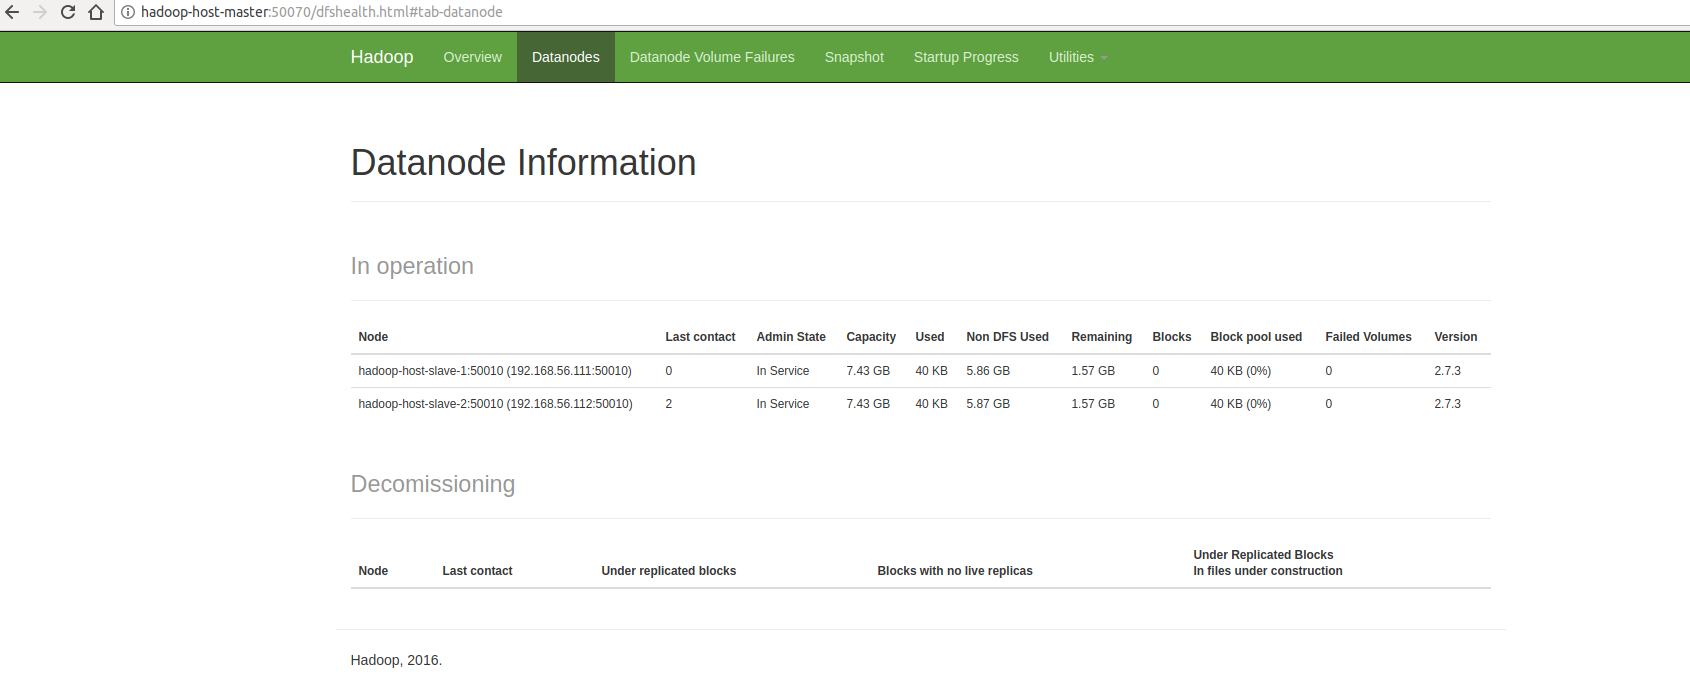 hadoop-host-master:50070/dfshealth.html#tab-datanode
Hadoop Overview Datanodes Datanode Volume Failures Snapshot Startup Progress Utilities
Datanode Information
In operation
Node Last contact Admin State Capacity Used Non DFS Used Remaining Blocks Block pool used Failed Volumes Version
hadoop-host-slave-1:50010 (192.168.56.111:50010) 0 In Service 7.43 GB 40 KB 5.86 GB 1.57 GB 0 40 KB (0%) 0 2.7.3
hadoop-host-slave-2:50010 (192.168.56.112:50010) 2 In Service 7.43 GB 40 KB 5.87 GB 1.57 GB 0 40 KB (0%) 0 2.7.3
Decomissioning
Node Last contact Under replicated blocks Blocks with no live replicas Under Replicated Blocks
In files under construction
Hadoop, 2016.